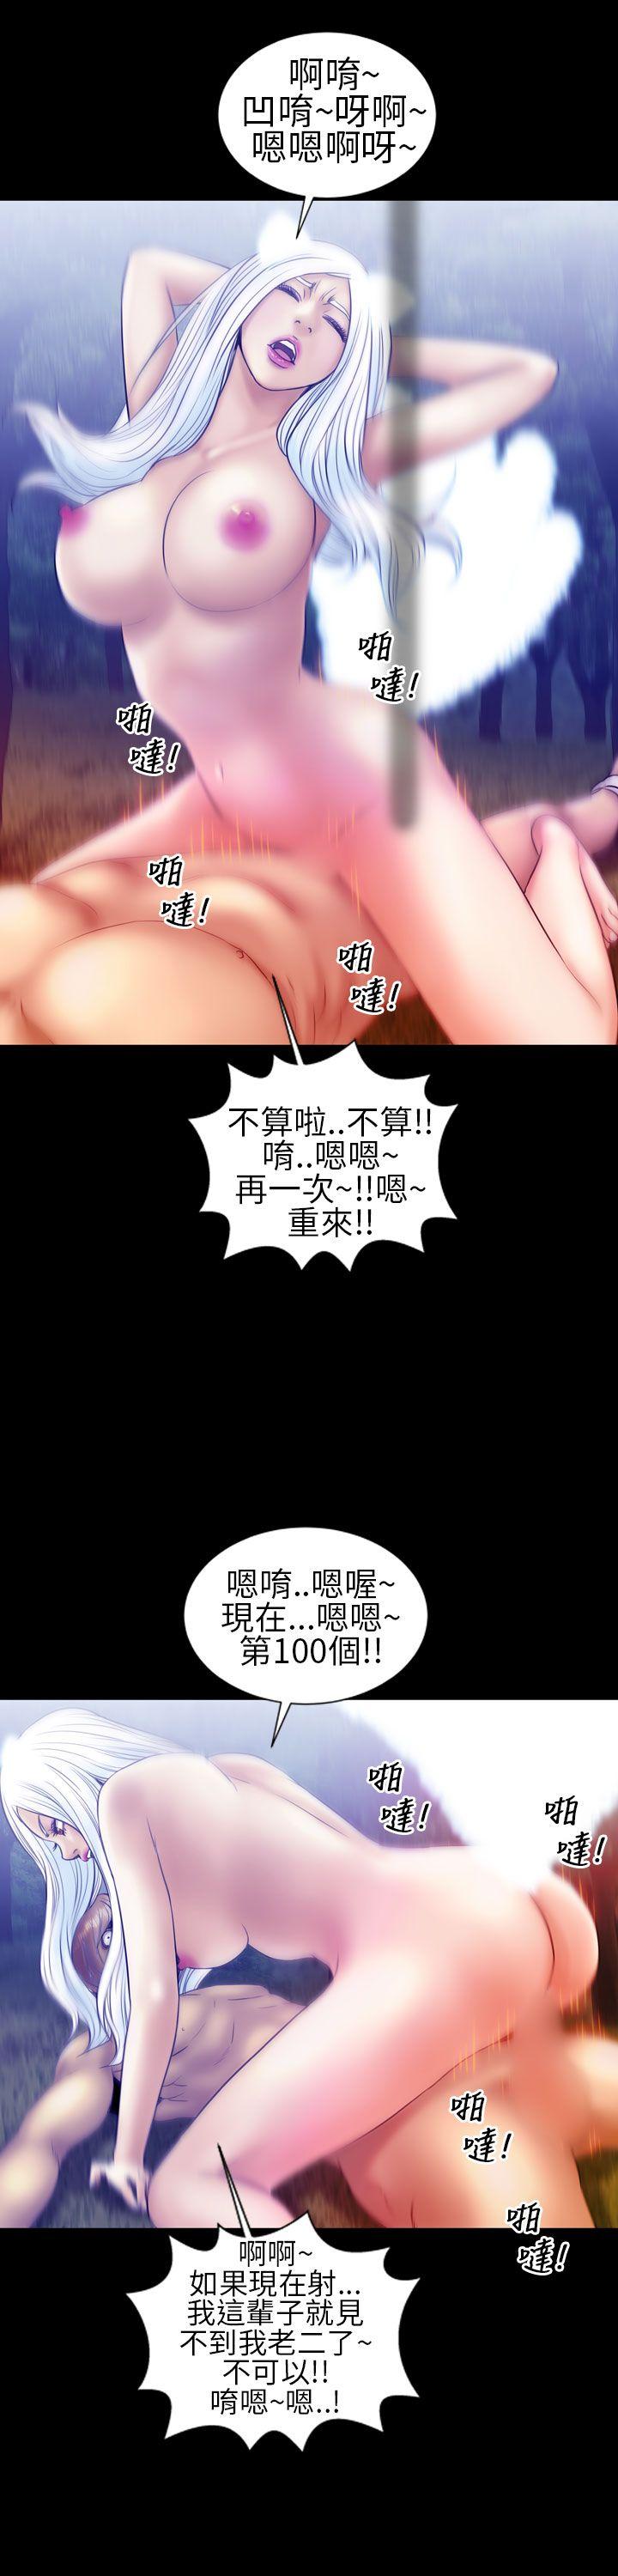 啊唷~
凹唷~呀啊~
嗯嗯啊呀~
啪
噠!
啪
噠!
啪
噠!
啪
噠!
不算啦..不算!!
唷..嗯嗯~
再一次~!!嗯~
重來!!
嗯唷..嗯喔~
現在...嗯嗯~
第100個!!
啪
噠!
啪
噠!
啪
噠!
啪
噠!
啊啊~
如果現在射...
我這輩子就見
不到我老二了~
不可以!!
唷嗯~嗯..!